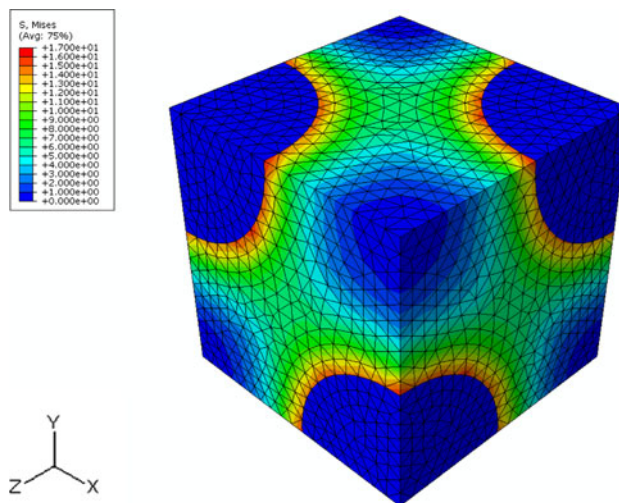 S, Mises
(Avg: 75%)
+1.700e+01
+1.600e+01
+1.500e+01
+1.400e+01
+1.300e+01
+1.200e+01
+1.100e+01
+1.000e+01
+9.000e+00
+8.000e+00
+7.000e+00
+6.000e+00
+5.000e+00
+4.000e+00
+3.000e+00
+2.000e+00
+1.000e+00
+0.000e+00
Y
Z
X